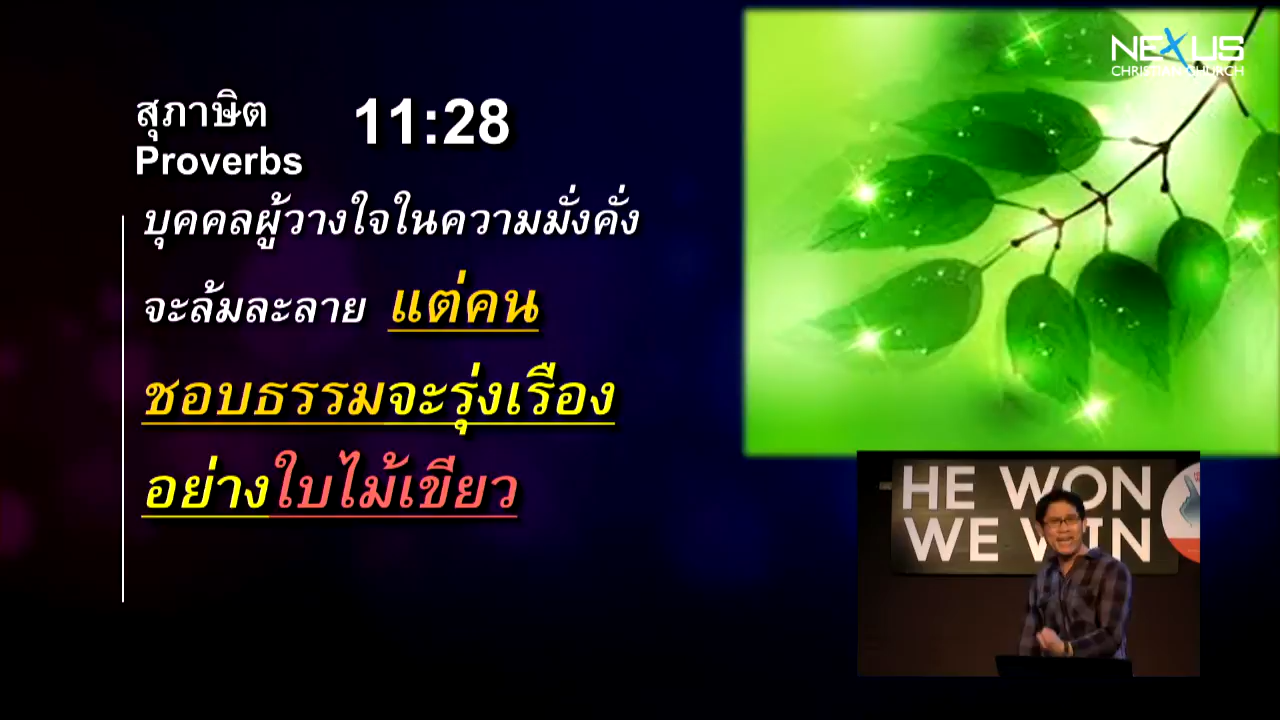 NEXUS
CHRISTIAN CHURCH
สุภาษิต
Proverbs
11:28
บุคคลผู้วางใจในความมั่งคั่ง
จะล้มละลาย แต่คน
ชอบธรรมจะรุ่งเรือง
อย่างใบไม้เขียว
HE WON
WE WIN